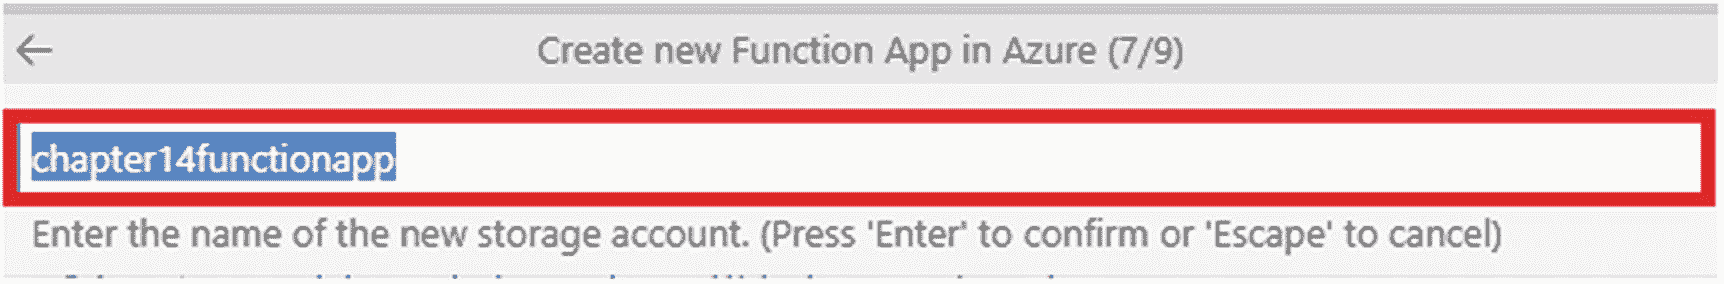 Create new Function App in Azure (7/9)
chapter14functionapp
Enter the name of the new storage account. (Press 'Enter' to confirm or 'Escape' to cancel)